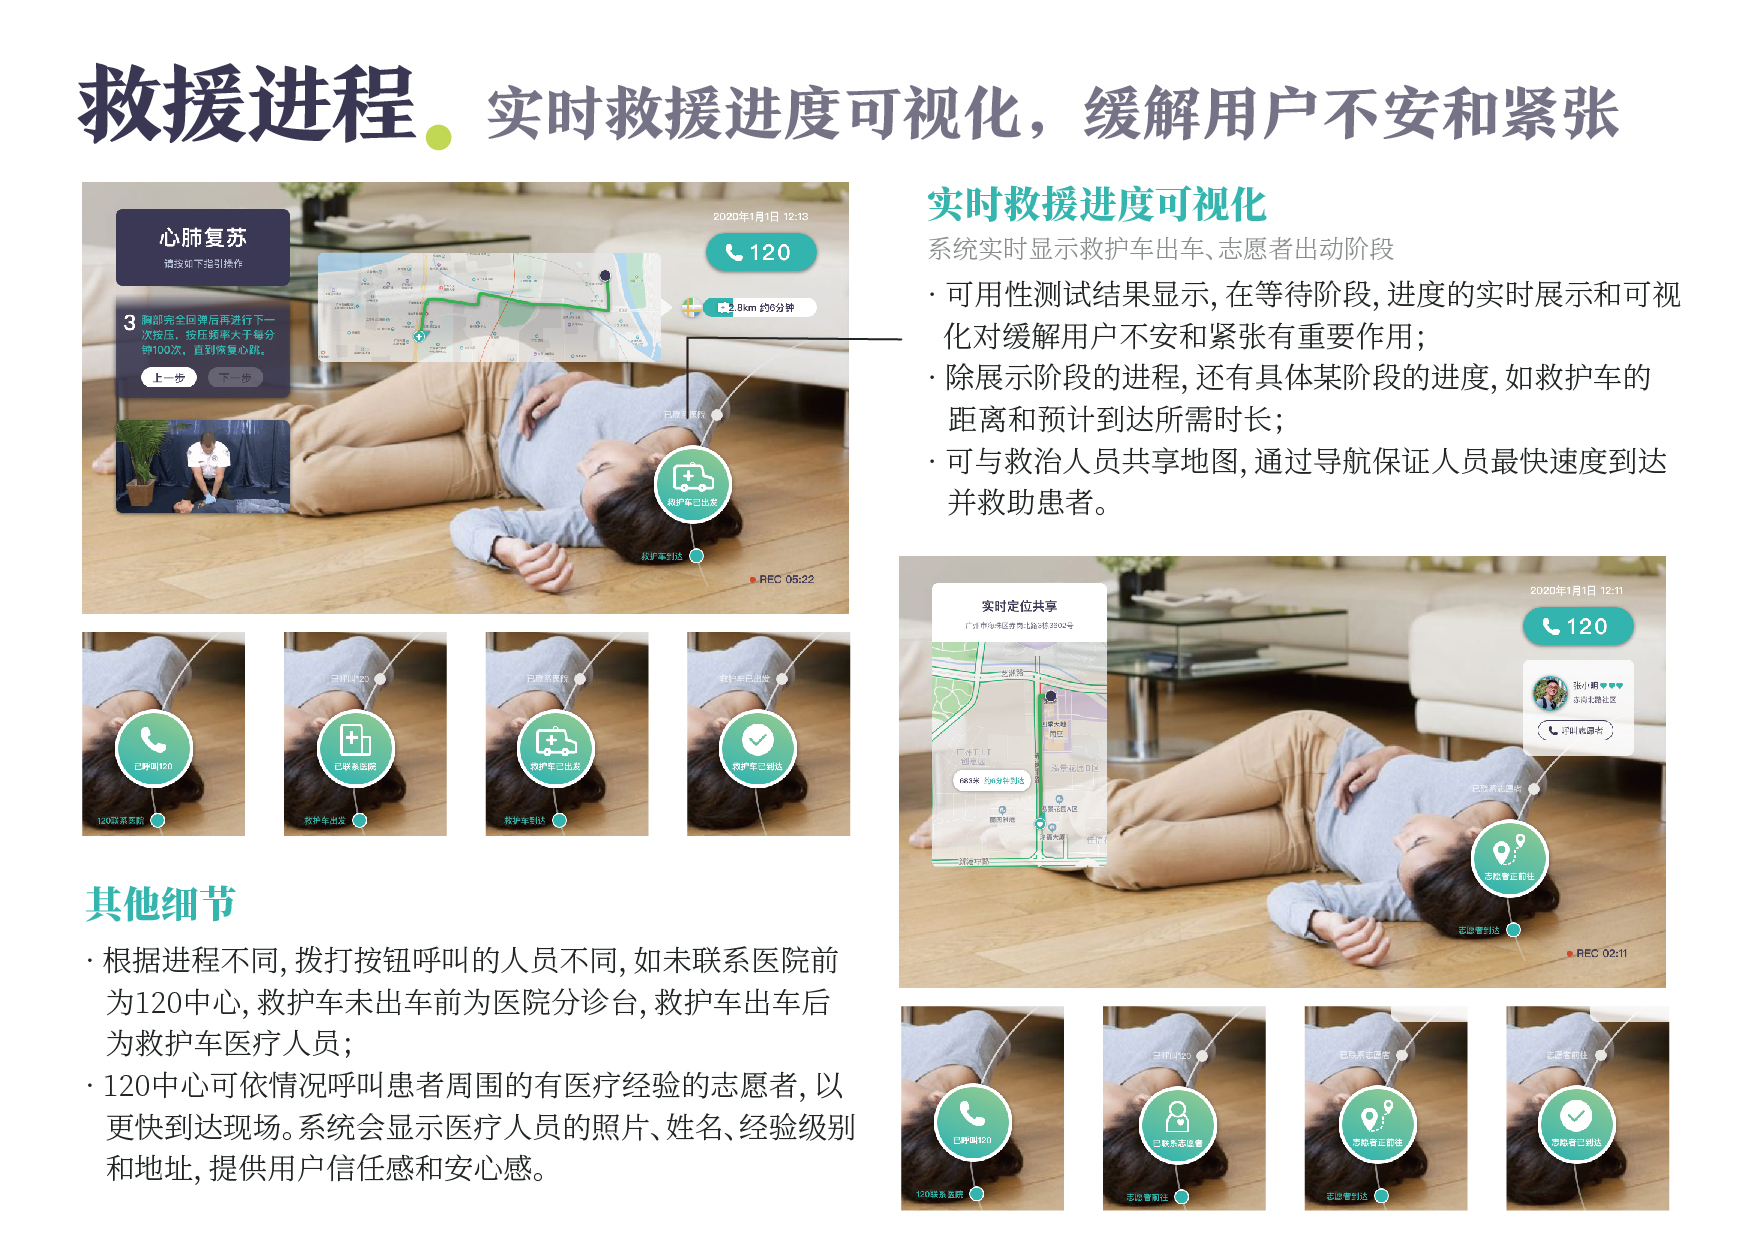 救援进程
实时救援进度可视化，缓解用户不安和紧张
心肺复苏
请按如下指引操作
3 胸部完全回弹后再进行下一
次按压，按压频率大于每分
钟100次，直到恢复心跳。
上一步 下一步
2020年1月1日 12:13
120
2.8km 约6分钟
已联系医院
救护车已出发
救护车到达
REC 05:22
实时救援进度可视化
系统实时显示救护车出车、志愿者出动阶段
· 可用性测试结果显示，在等待阶段，进度的实时展示和可视
化对缓解用户不安和紧张有重要作用；
· 除展示阶段的进程，还有具体某阶段的进度，如救护车的
距离和预计到达所需时长；
· 可与救治人员共享地图，通过导航保证人员最快速度到达
并救助患者。
已呼叫120
120联系医院
已呼叫120
已联系医院
救护车出发
已联系医院
救护车已出发
救护车到达
救护车已出发
救护车已到达
实时定位共享
683米 约6分钟到达
2020年1月1日 12:11
120
张小明
赤岗北路社区
呼叫志愿者
已联系志愿者
志愿者正前往
志愿者到达
REC 02:11
其他细节
· 根据进程不同，拨打按钮呼叫的人员不同，如未联系医院前
为120中心，救护车未出车前为医院分诊台，救护车出车后
为救护车医疗人员；
· 120中心可依情况呼叫患者周围的有医疗经验的志愿者，以
更快到达现场。系统会显示医疗人员的照片、姓名、经验级别
和地址，提供用户信任感和安心感。
已呼叫120
120联系医院
已呼叫120
已联系志愿者
志愿者前往
已联系志愿者
志愿者正前往
志愿者到达
志愿者前往
志愿者已到达